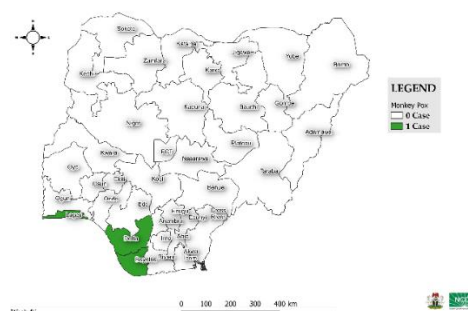 Sokoto
Katsina
Zamfara
Kebbi
Kano
Jigawa
Yobe
Borno
Kaduna
Bauchi
Gombe
Adamawa
Niger
FCT
Plateau
Nasarawa
Taraba
Kwara
Oyo
Kogi
Benue
Ekiti
Osun
Ondo
Ogun
Lagos
Edo
Enugu
Anambra
Ebonyi
Cross River
Delta
Imo
Abia
Bayelsa
Rivers
Akwa Ibom
LEGEND
Monkey Pox
0 Case
1 Case
0 100 200 300 400 km
NCDC